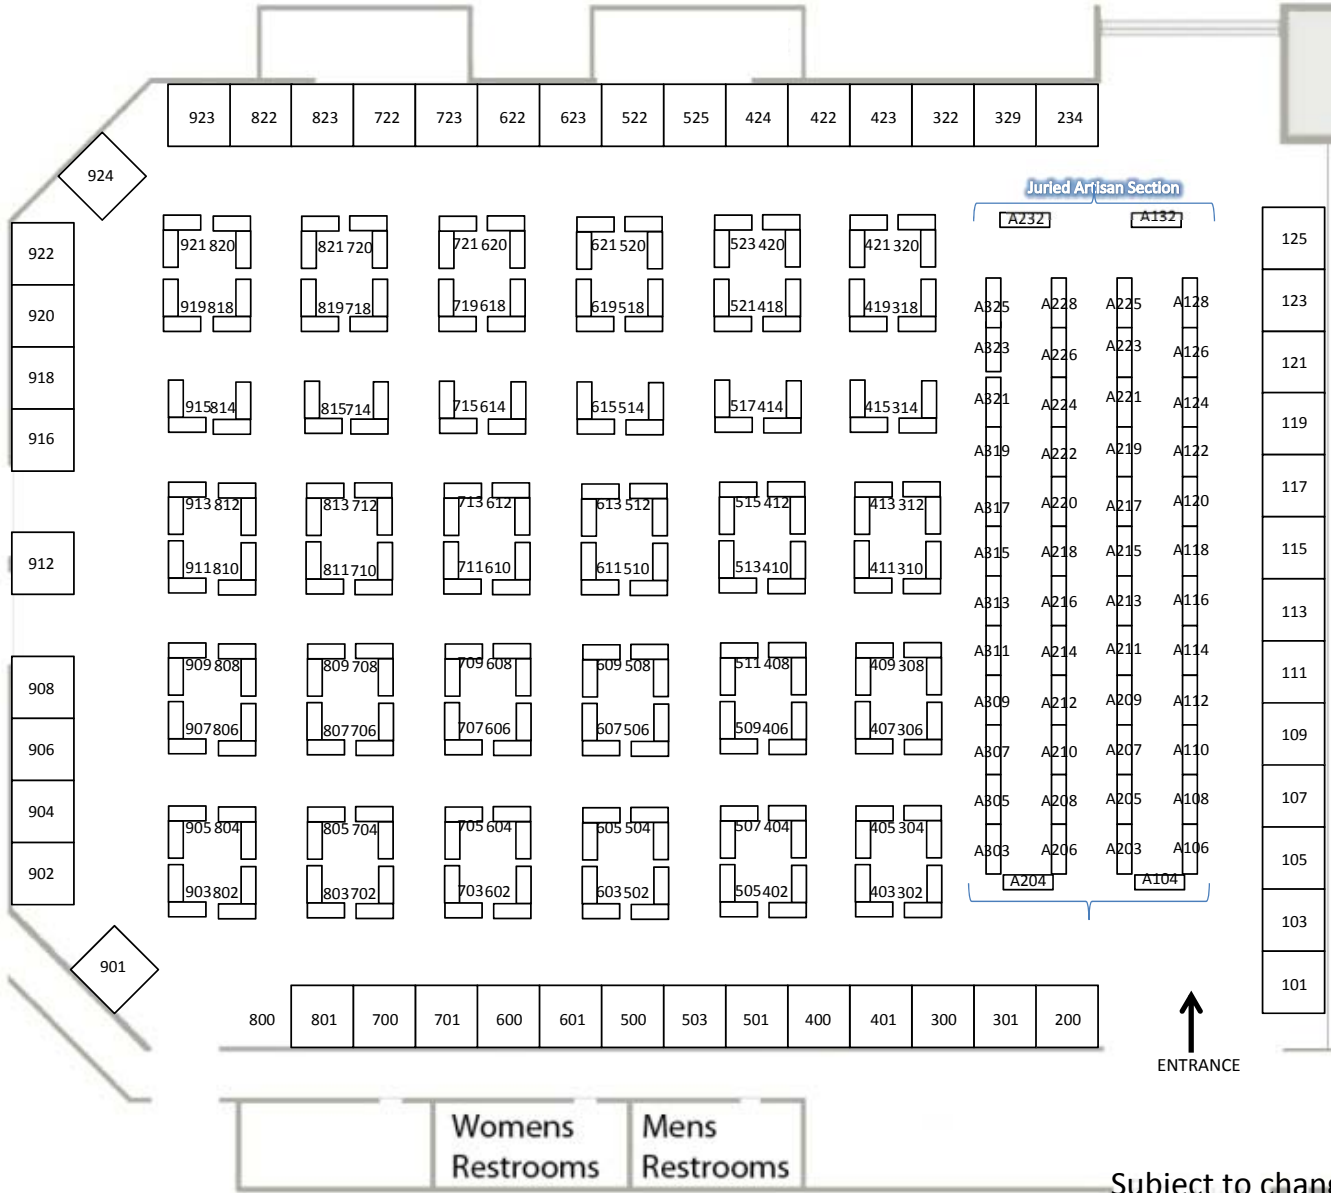 923 822 823 722 723 622 623 522 525 424 422 423 322 329 234
924
Juried Artisan Section
A232 A132
921 820 821 720 721 620 621 520 523 420 421 320
922
125
919 818 819 718 719 618 619 518 521 418 419 318
920
A325 A228 A225 A128
123
A323 A226 A223 A126
918
121
915 814 815 714 715 614 615 514 517 414 415 314
A321 A224 A221 A124
916
119
A319 A222 A219 A122
913 812 813 712 713 612 613 512 515 412 413 312
A317 A220 A217 A120
117
912
911 810 811 710 711 610 611 510 513 410 411 310
A315 A218 A215 A118
115
A313 A216 A213 A116
113
909 808 809 708 709 608 609 508 511 408 409 308
A311 A214 A211 A114
111
908
A309 A212 A209 A112
907 806 807 706 707 606 607 506 509 406 407 306
906
A307 A210 A207 A110
109
904
A305 A208 A205 A108
107
905 804 805 704 705 604 605 504 507 404 405 304
902
A303 A206 A203 A106
105
A204 A104
903 802 803 702 703 602 603 502 505 402 403 302
103
901
101
800 801 700 701 600 601 500 503 501 400 401 300 301 200
ENTRANCE
Womens Restrooms
Mens Restrooms
Subject to chang